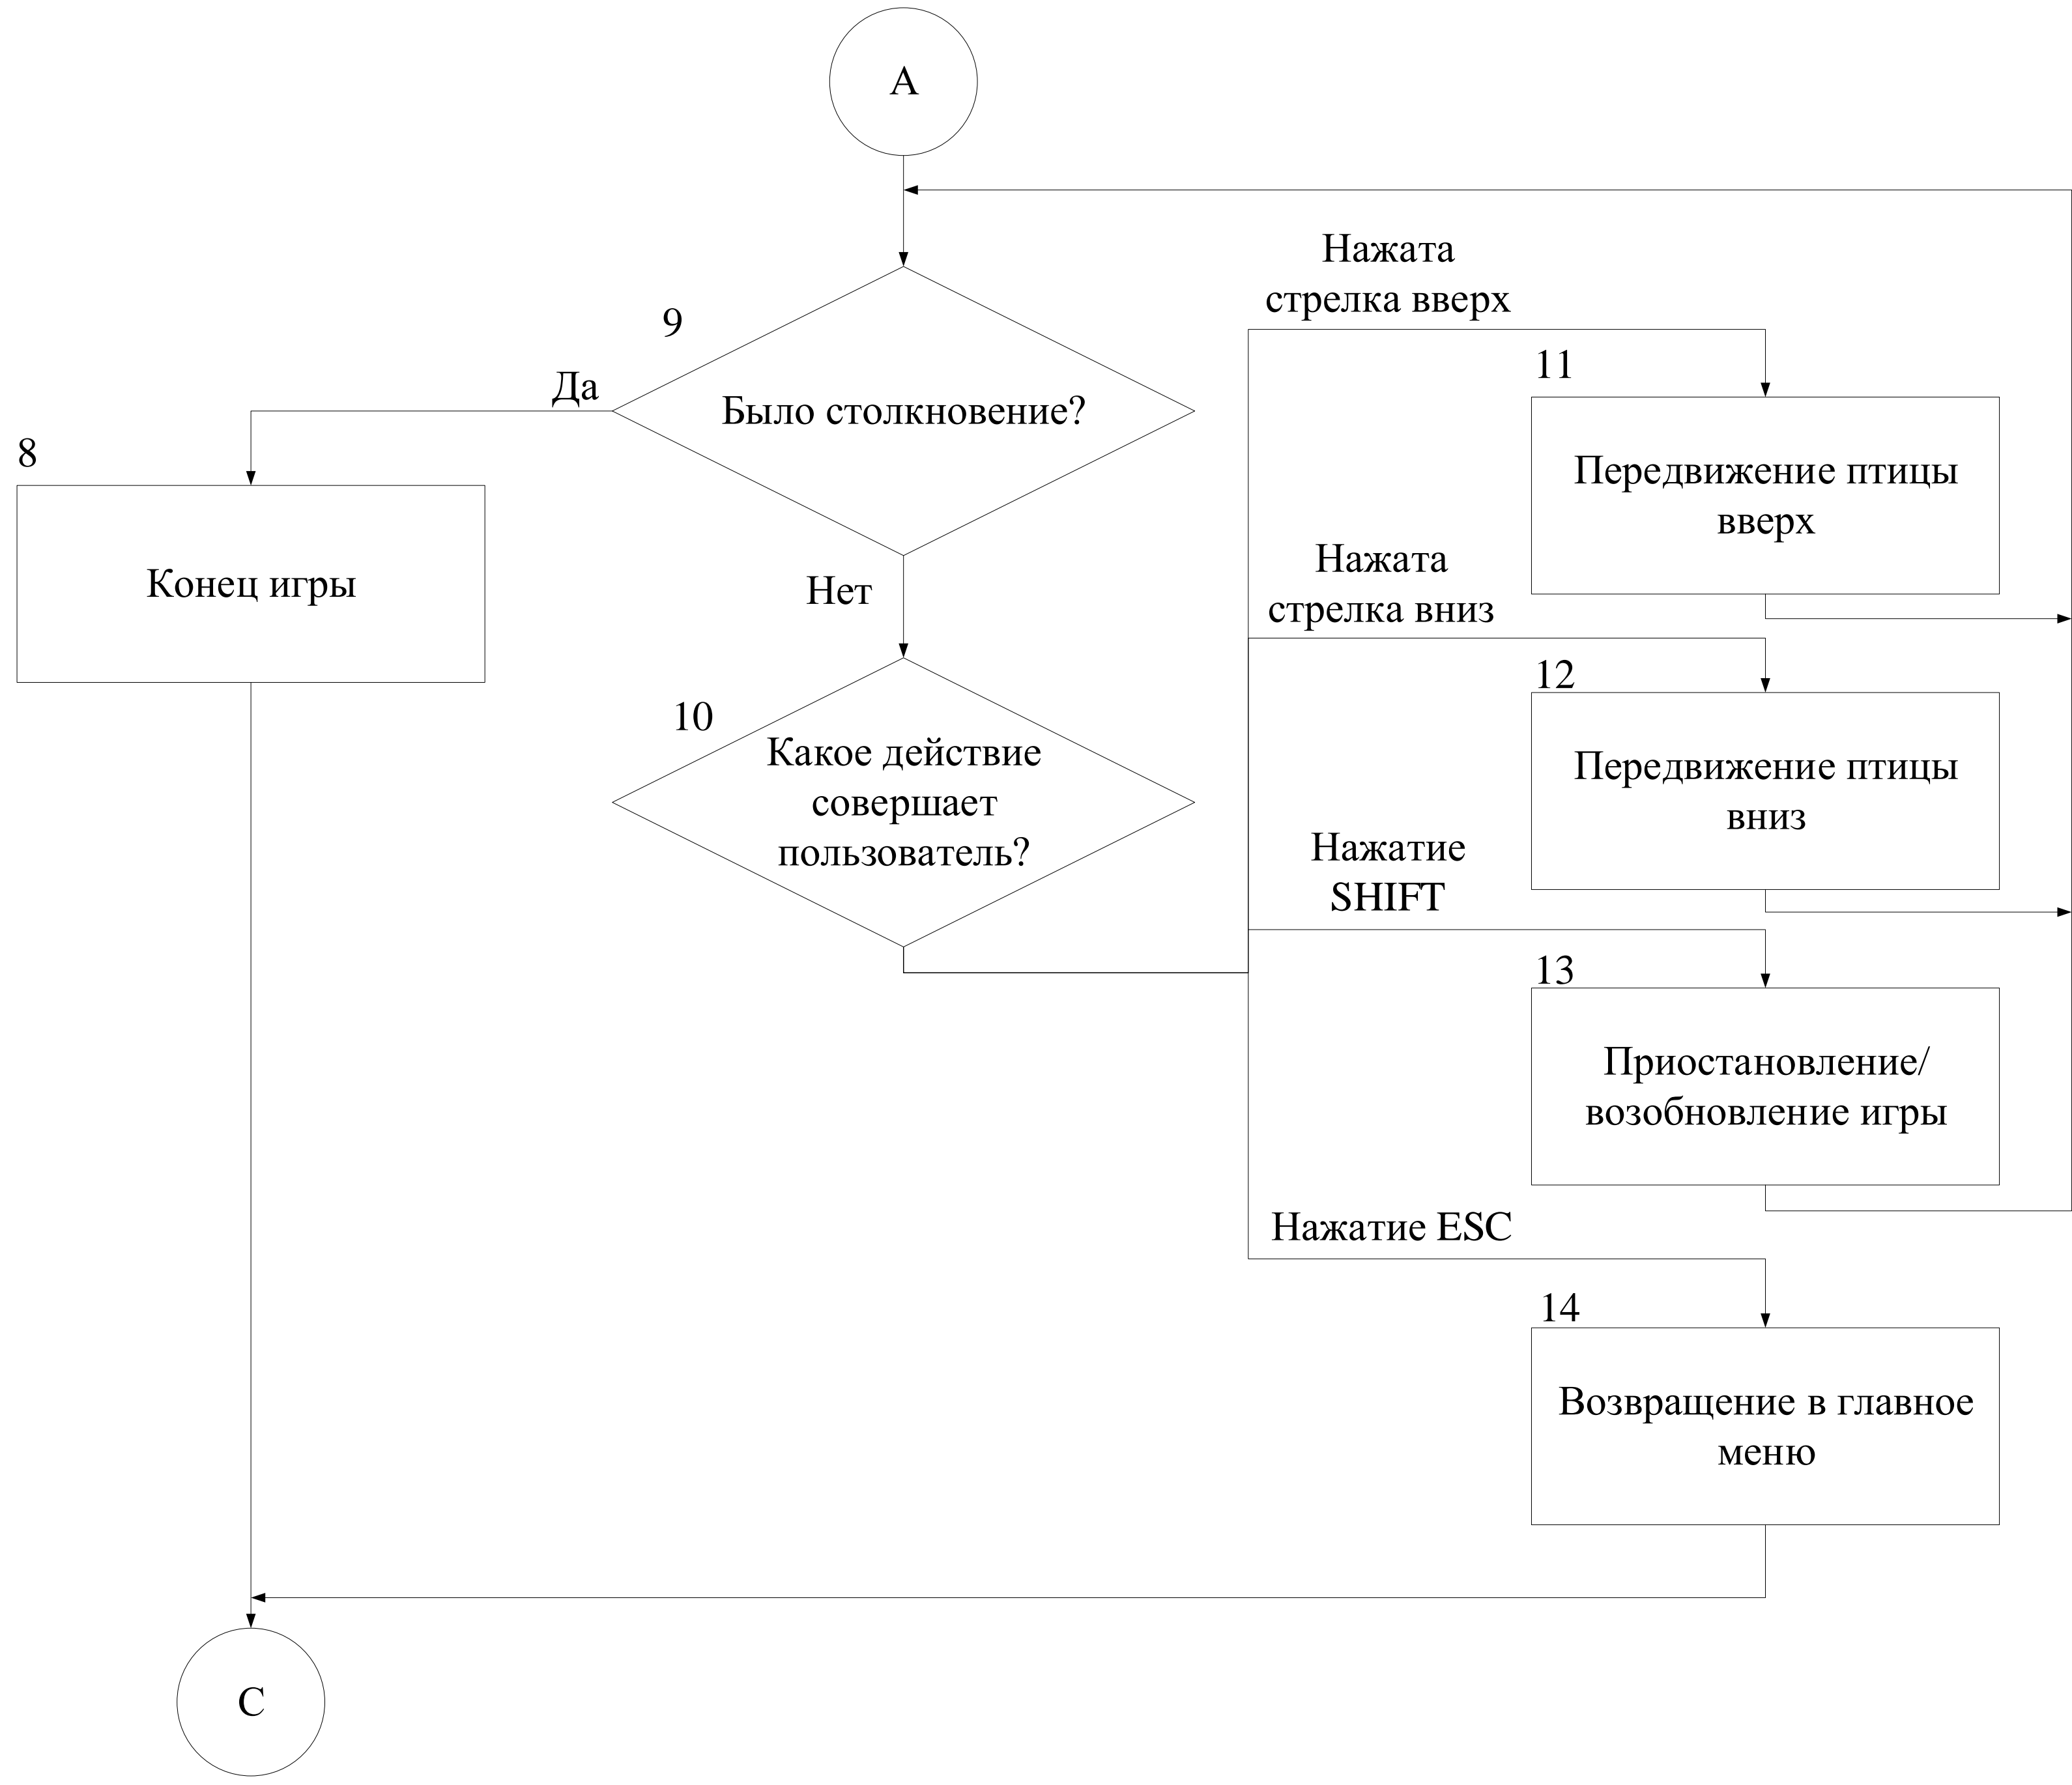 А
Нажата
стрелка вверх
9
11
Да
Было столкновение?
8
Передвижение птицы
вверх
Конец игры
Нет
Нажата
стрелка вниз
12
10
Какое действие
совершает
пользователь?
Передвижение птицы
вниз
Нажатие
SHIFT
13
Приостановление/
возобновление игры
Нажатие ESC
14
Возвращение в главное
меню
С